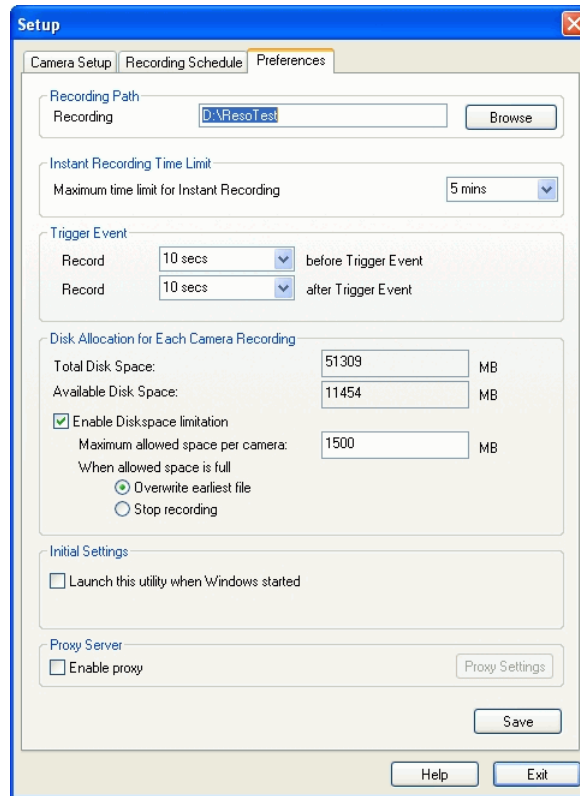 Setup
Camera Setup Recording Schedule Preferences
Recording Path
Recording D:\ResoTest Browse
Instant Recording Time Limit
Maximum time limit for Instant Recording 5 mins
Trigger Event
Record 10 secs before Trigger Event
Record 10 secs after Trigger Event
Disk Allocation for Each Camera Recording
Total Disk Space: 51309 MB
Available Disk Space: 11454 MB
Enable Diskspace limitation
Maximum allowed space per camera: 1500 MB
When allowed space is full
Overwrite earliest file
Stop recording
Initial Settings
Launch this utility when Windows started
Proxy Server
Enable proxy Proxy Settings
Save
Help Exit